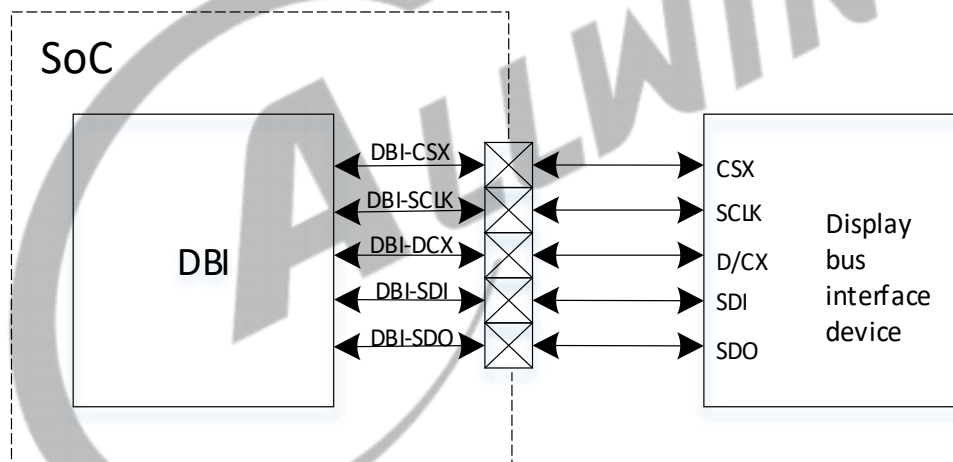 SoC
DBI
DBI-CSX
DBI-SCLK
DBI-DCX
DBI-SDI
DBI-SDO
CSX
SCLK
D/CX
SDI
SDO
Display
bus
interface
device